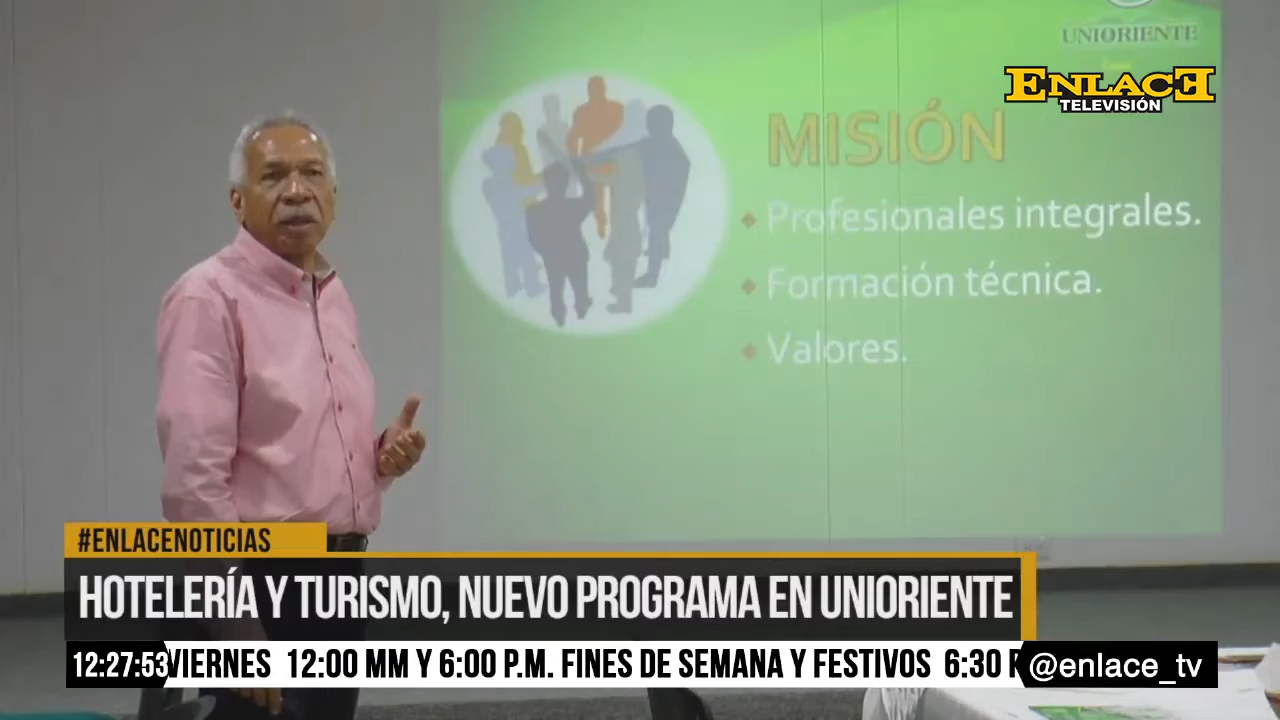 UNIORIENTE
ENLACE
TELEVISIÓN
MISIÓN
Profesionales integrales.
Formación técnica.
Valores.
#ENLACENOTICIAS
HOTELERÍA Y TURISMO, NUEVO PROGRAMA EN UNIORIENTE
12:27:53 VIERNES 12:00 MM Y 6:00 P.M. FINES DE SEMANA Y FESTIVOS 6:30 @enlace_tv